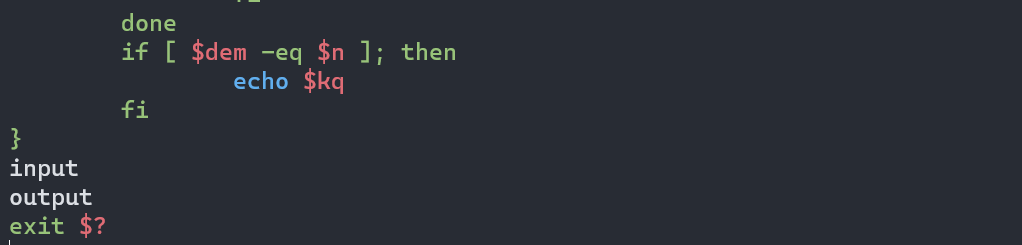 done
if [ $dem -eq $n ]; then
echo $kq
fi
}
input
output
exit $?